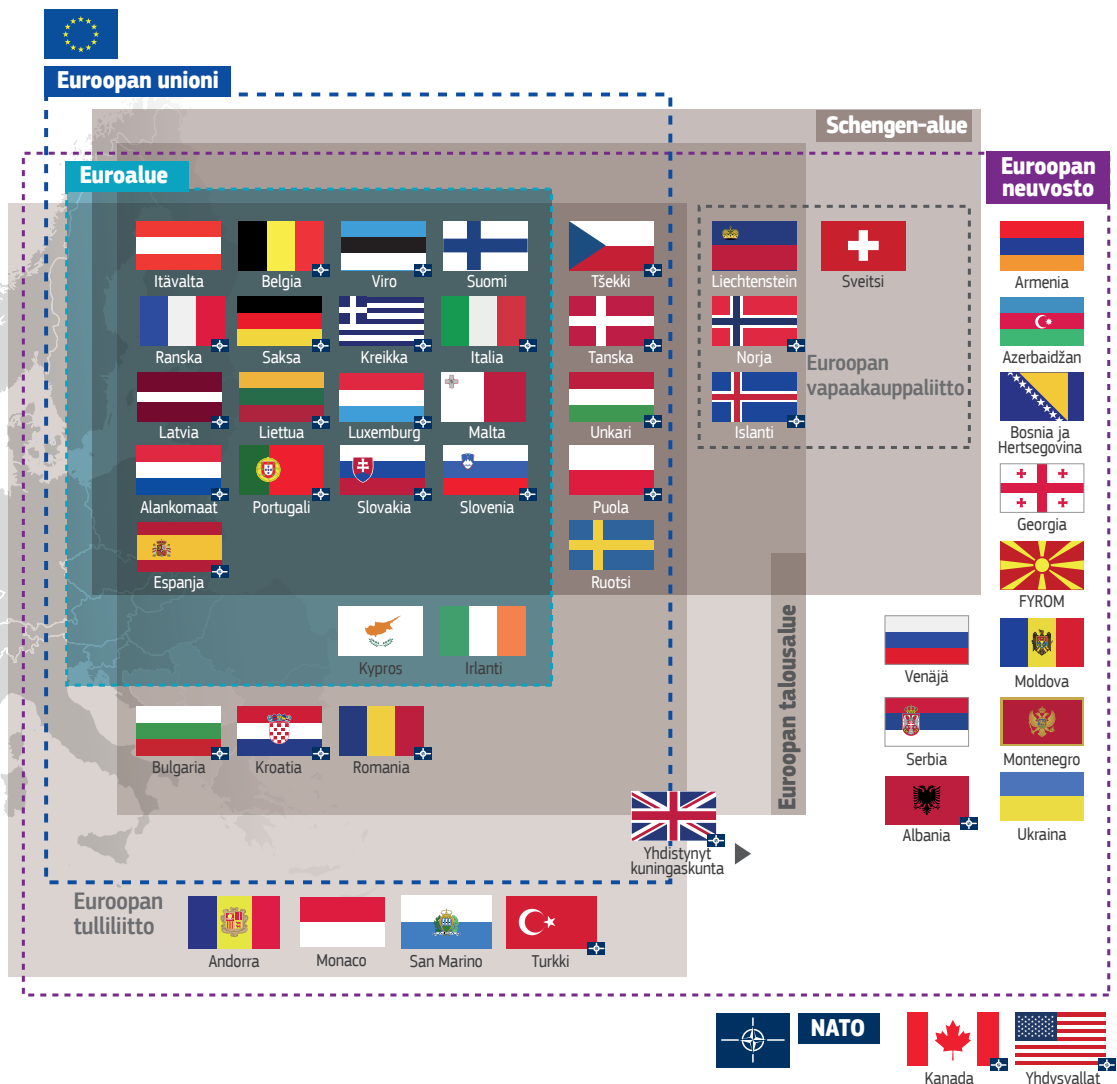 Euroopan unioni
Schengen-alue
Euroalue
Euroopan
neuvosto
Itävalta
Belgia
Viro
Suomi
Tšekki
Liechtenstein
Sveitsi
Armenia
Ranska
Saksa
Kreikka
Italia
Tanska
Norja
Euroopan
vapaakauppaliitto
Azerbaidžan
Latvia
Liettua
Luxemburg
Malta
Unkari
Islanti
Bosnia ja
Hertsegovina
Alankomaat
Portugali
Slovakia
Slovenia
Puola
Georgia
Espanja
Ruotsi
FYROM
Kypros
Irlanti
Euroopan talousalue
Venäjä
Moldova
Bulgaria
Kroatia
Romania
Serbia
Montenegro
Yhdistynyt
kuningaskunta
Albania
Ukraina
Euroopan
tulliliitto
Andorra
Monaco
San Marino
Turkki
NATO
Kanada
Yhdysvallat